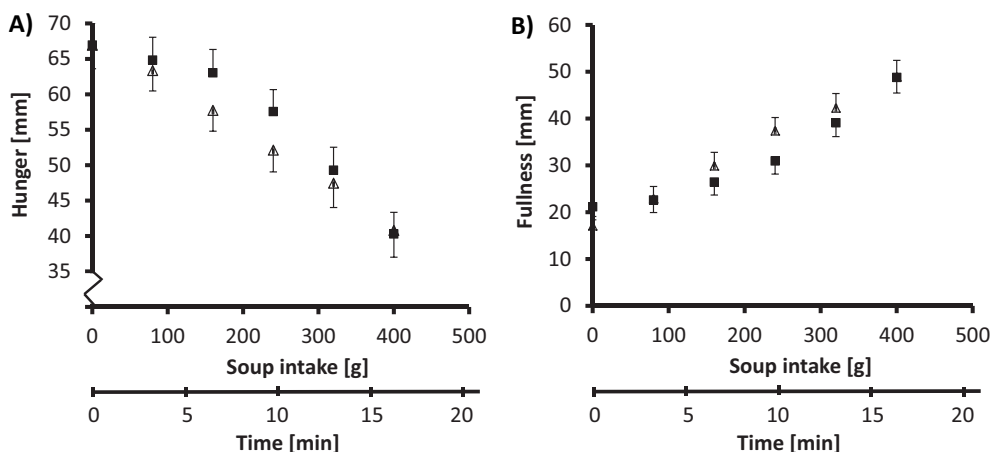 A)
70
65
60
55
50
45
40
35
Hunger [mm]
0 100 200 300 400 500
Soup intake [g]
0 5 10 15 20
Time [min]
B)
60
50
40
30
20
10
0
Fullness [mm]
0 100 200 300 400 500
Soup intake [g]
0 5 10 15 20
Time [min]